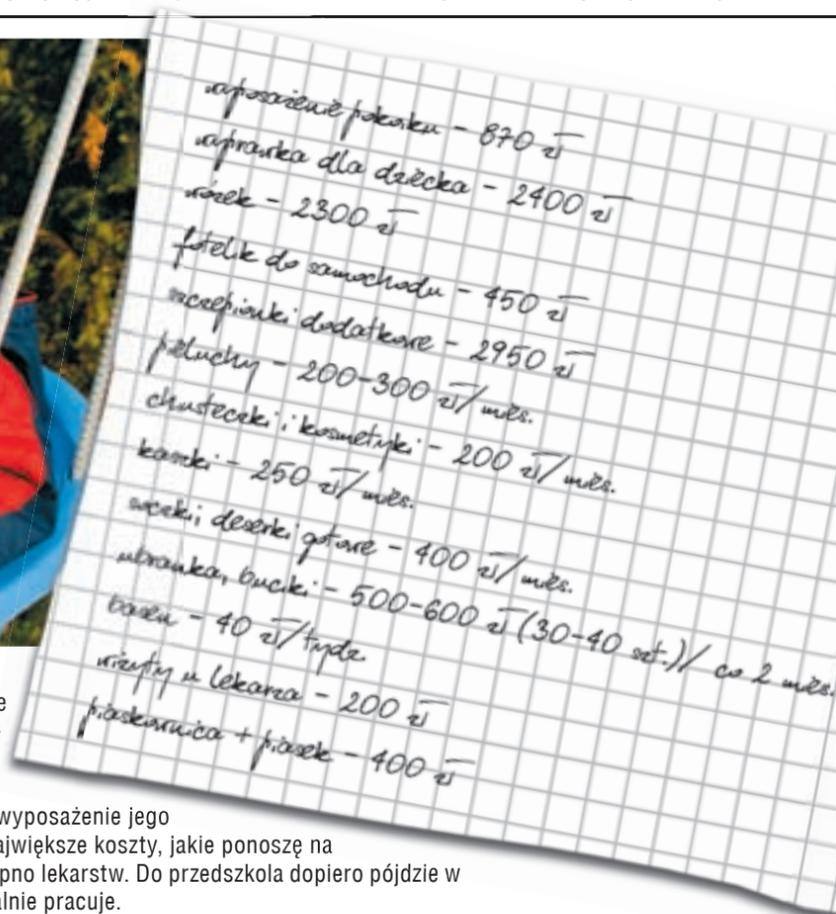 wyposażenie pokoiku - 870 zł
wyprawka dla dziecka - 2400 zł
wózek - 2300 zł
fotelik do samochodu - 450 zł
szczepionki dodatkowe - 2950 zł
pieluchy - 200-300 zł/mies.
chusteczki i kosmetyki - 200 zł/mies.
kaszki - 250 zł/mies.
soczki, deserki gotowe - 400 zł/mies.
ubranka, buciki - 500-600 zł (30-40 szt.)/ co 2 mies.
basen - 40 zł/tydz.
wizyty u lekarza - 200 zł
piaskownica + piasek - 400 zł
wyposażenie jego
koszty, jakie ponoszę na
lekarstw. Do przedszkola dopiero pójdzie w
pracuje.